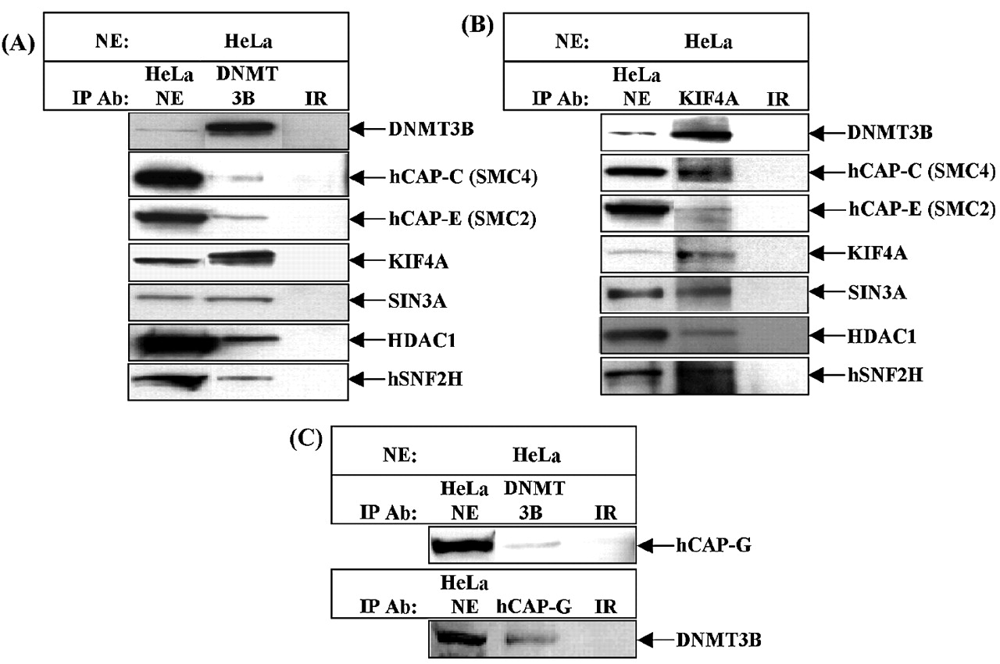 (A)
NE: HeLa
HeLa DNMT
IP Ab: NE 3B IR
DNMT3B
hCAP-C (SMC4)
hCAP-E (SMC2)
KIF4A
SIN3A
HDAC1
hSNF2H
(B)
NE: HeLa
HeLa
IP Ab: NE KIF4A IR
DNMT3B
hCAP-C (SMC4)
hCAP-E (SMC2)
KIF4A
SIN3A
HDAC1
hSNF2H
(C)
NE: HeLa
HeLa DNMT
IP Ab: NE 3B IR
hCAP-G
HeLa
IP Ab: NE hCAP-G IR
DNMT3B